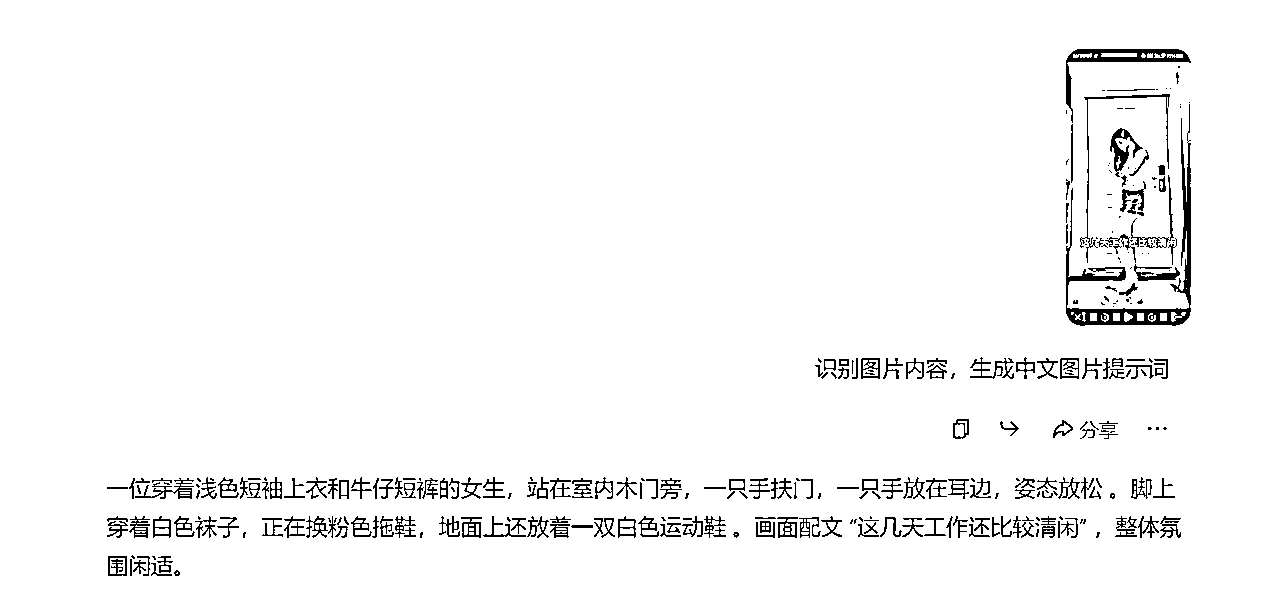 这几天工作还比较清闲
识别图片内容，生成中文图片提示词
分享
一位穿着浅色短袖上衣和牛仔短裤的女生，站在室内木门旁，一只手扶门，一只手放在耳边，姿态放松 。脚上
穿着白色袜子，正在换粉色拖鞋，地面上还放着一双白色运动鞋 。画面配文 “这几天工作还比较清闲” ，整体氛
围闲适。